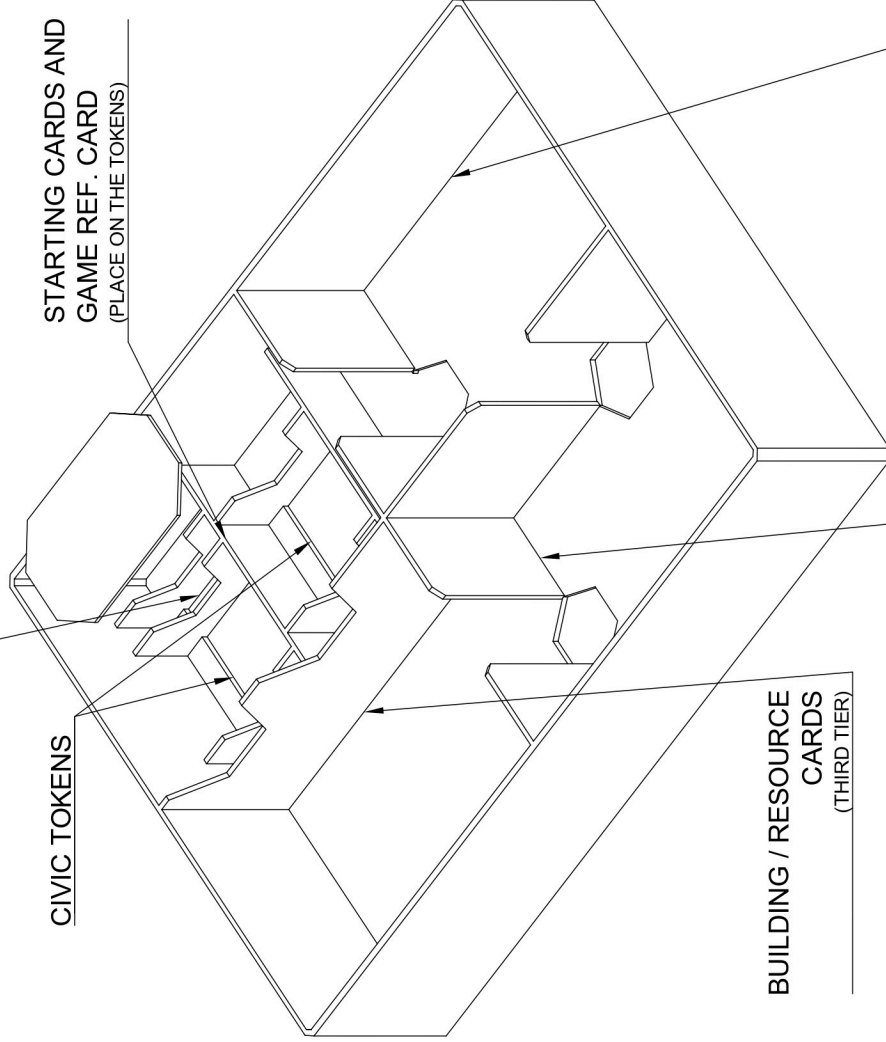 STARTING CARDS AND
GAME REF. CARD
(PLACE ON THE TOKENS)
CIVIC TOKENS
BUILDING / RESOURCE
CARDS
(THIRD TIER)